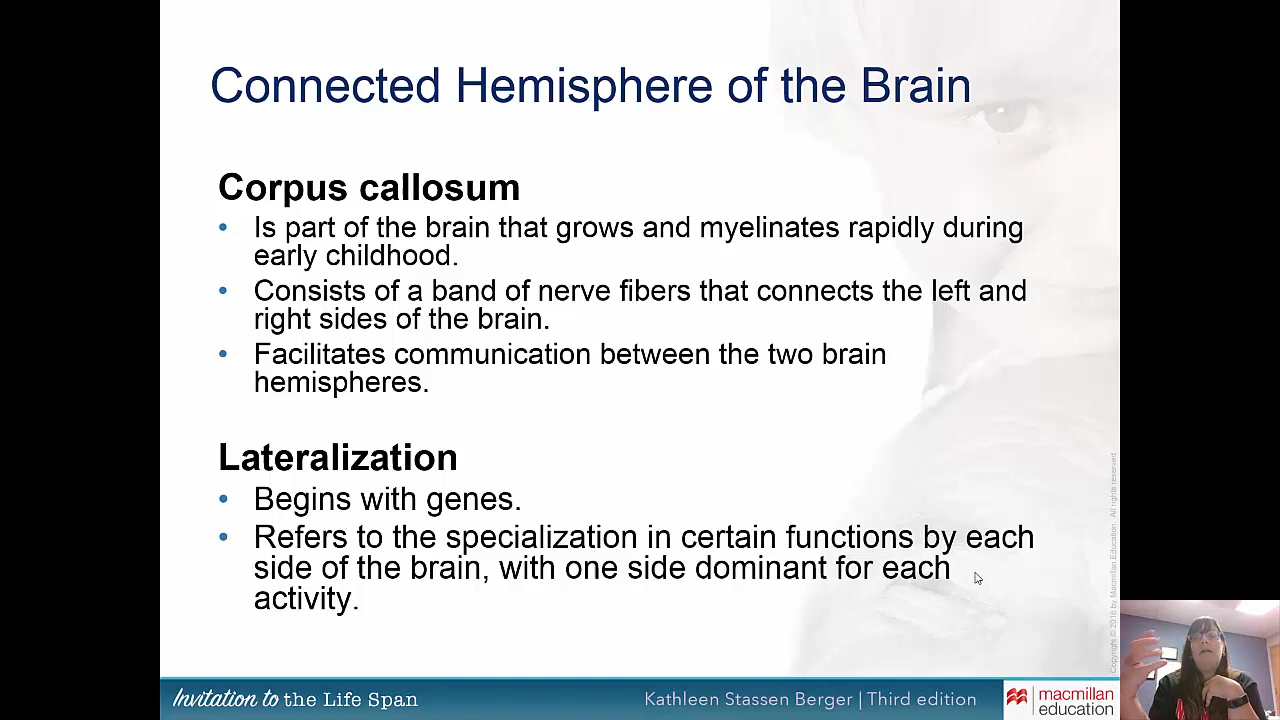 Connected Hemisphere of the Brain
Corpus callosum
• Is part of the brain that grows and myelinates rapidly during
early childhood.
• Consists of a band of nerve fibers that connects the left and
right sides of the brain.
• Facilitates communication between the two brain
hemispheres.
Lateralization
• Begins with genes.
• Refers to the specialization in certain functions by each
side of the brain, with one side dominant for each
activity.
Copyright © 2016 by Macmillan Education. All rights reserved
Invitation to the Life Span
Kathleen Stassen Berger | Third edition
macmillan
education